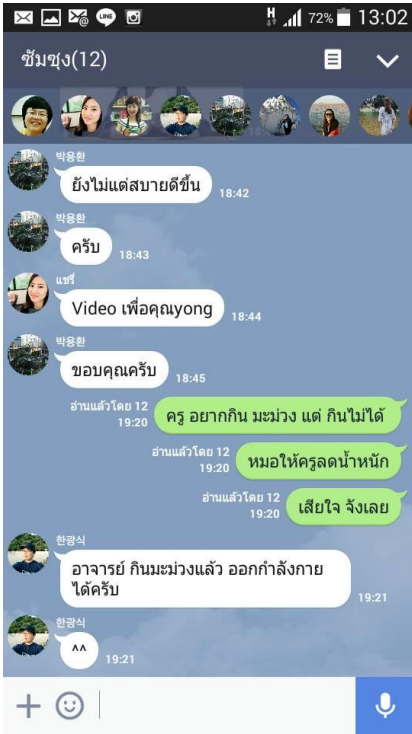 72% 13:02
ซัมซุง(12)
박용환
ยังไม่แต่สบายดีขึ้น
18:42
박용환
ครับ
18:43
แชรี่
Video เพื่อคุณyong
18:44
박용환
ขอบคุณครับ
18:45
อ่านแล้วโดย 12
19:20
ครู อยากกิน มะม่วง แต่ กินไม่ได้
อ่านแล้วโดย 12
19:20
หมอให้ครูลดน้ำหนัก
อ่านแล้วโดย 12
19:20
เสียใจ จังเลย
한광식
อาจารย์ กินมะม่วงแล้ว ออกกำลังกาย
ได้ครับ
19:21
한광식
^^
19:21